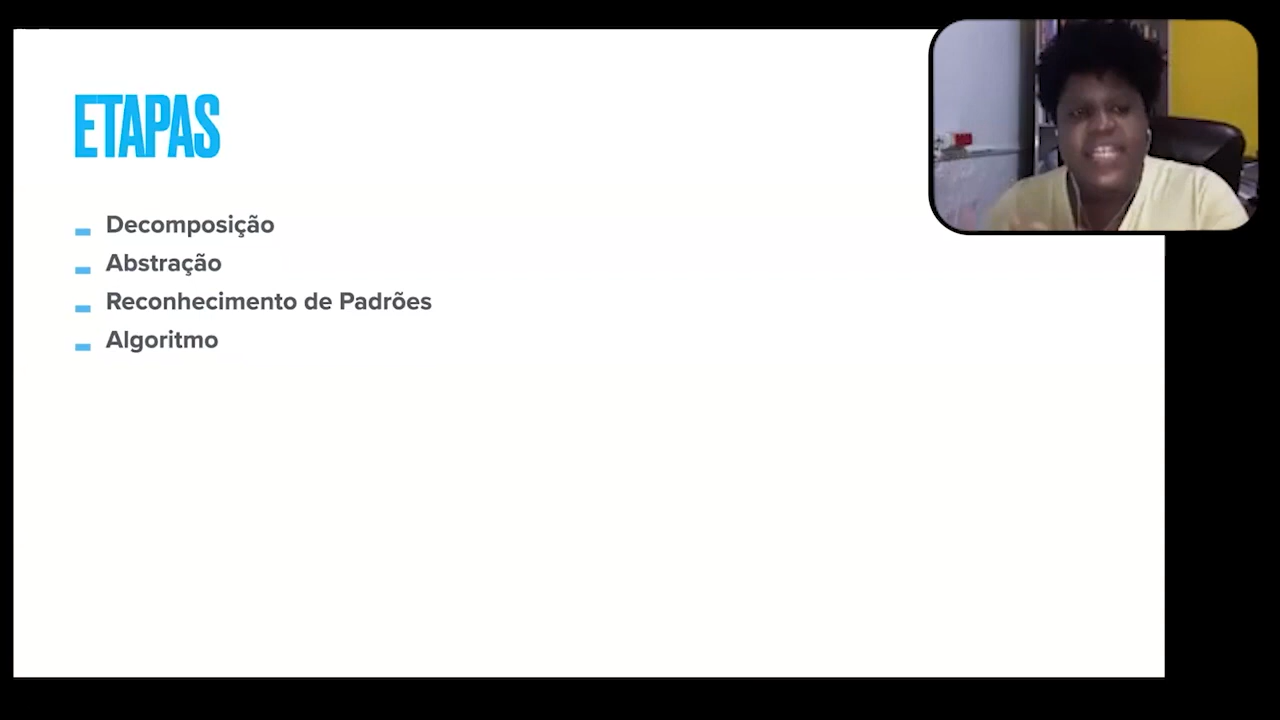 ETAPAS
Decomposição
Abstração
Reconhecimento de Padrões
Algoritmo